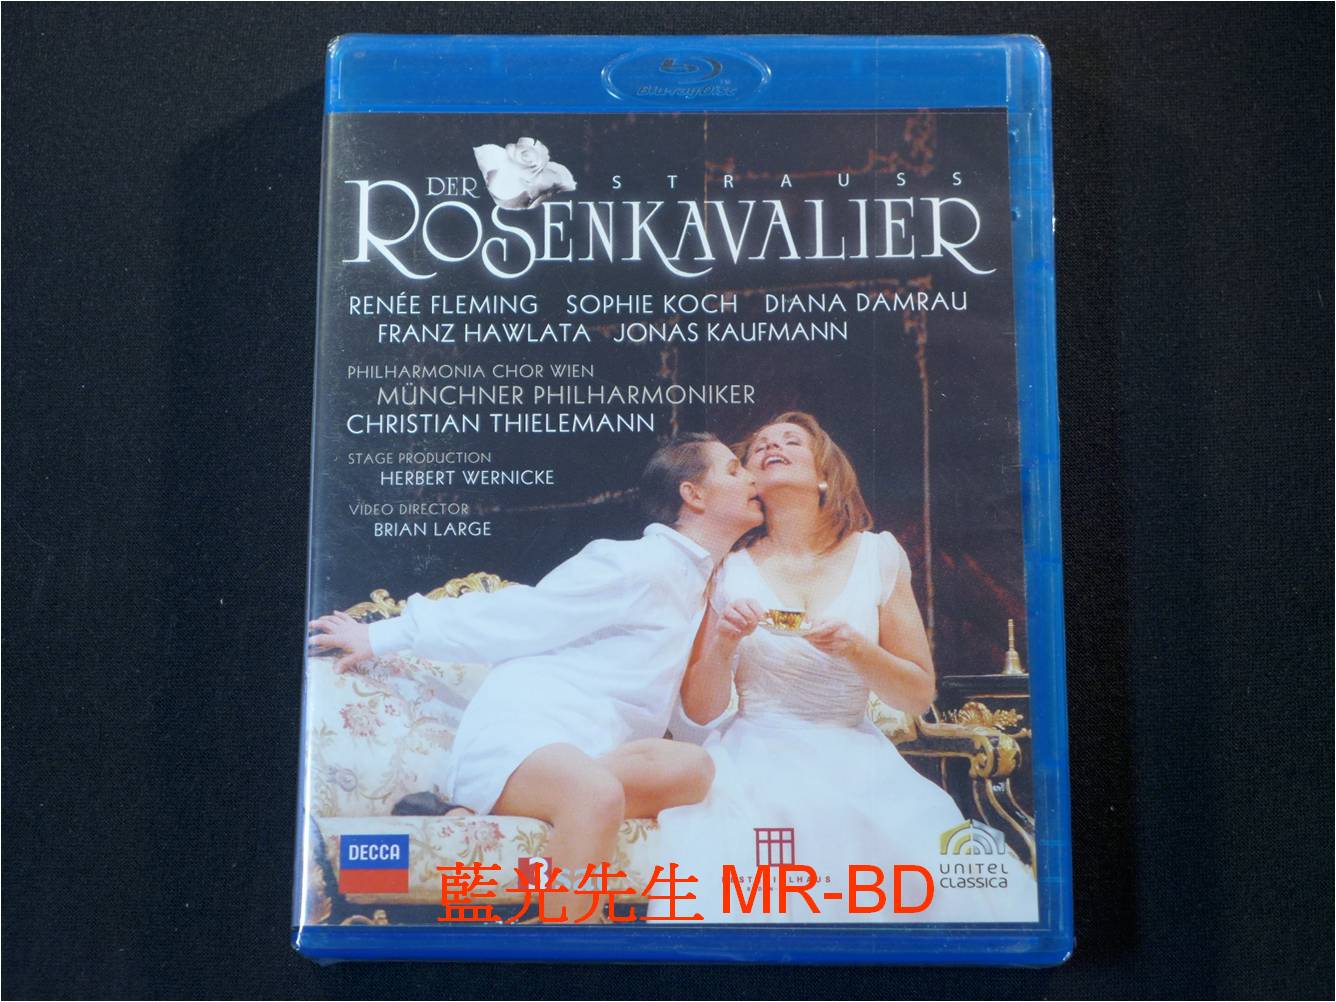 Blu-ray Disc
STRAUSS
DER
ROSENKAVALIER
RENÉE FLEMING SOPHIE KOCH DIANA DAMRAU
FRANZ HAWLATA JONAS KAUFMANN
PHILHARMONIA CHOR WIEN
MÜNCHNER PHILHARMONIKER
CHRISTIAN THIELEMANN
STAGE PRODUCTION
HERBERT WERNICKE
VIDEO DIRECTOR
BRIAN LARGE
DECCA
UNITEL
CLASSICA
藍光先生 MR-BD